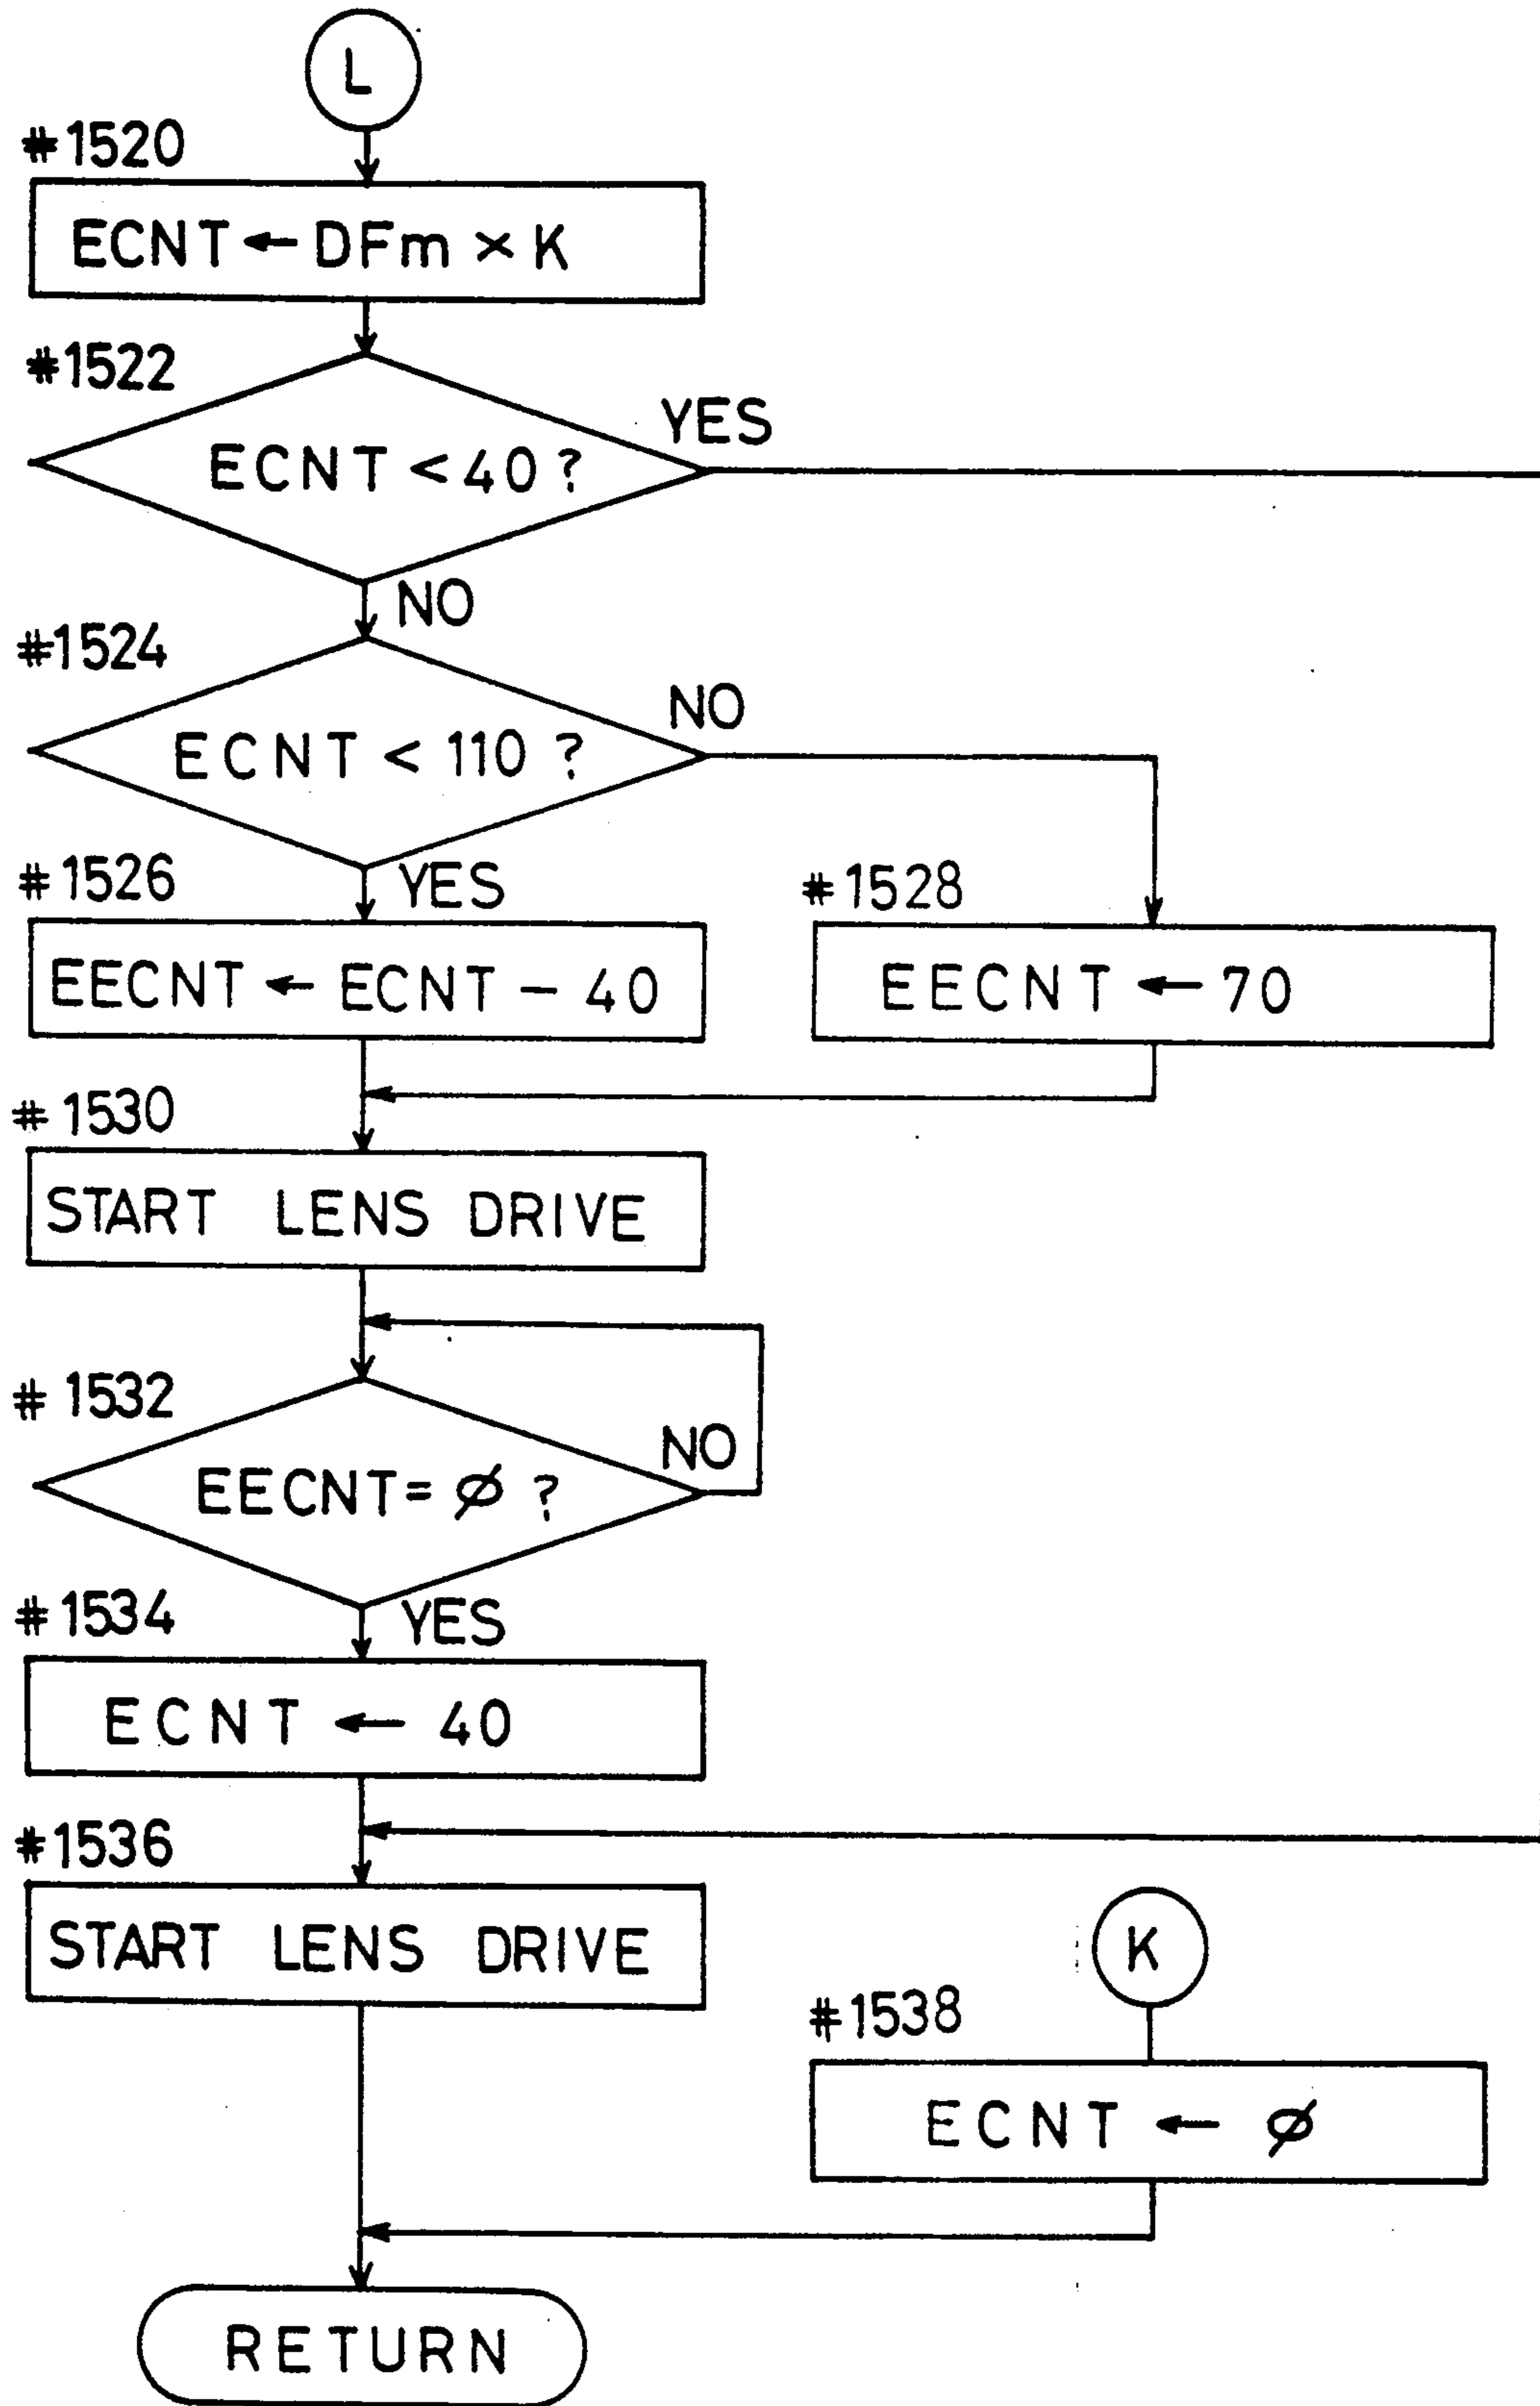 L
#1520
ECNT ← DFm × K
#1522
ECNT < 40 ?
YES
NO
#1524
ECNT < 110 ?
NO
YES
#1526
EECNT ← ECNT - 40
#1528
EECNT ← 70
#1530
START LENS DRIVE
#1532
EECNT = Ø ?
NO
YES
#1534
ECNT ← 40
#1536
START LENS DRIVE
K
#1538
ECNT ← Ø
RETURN